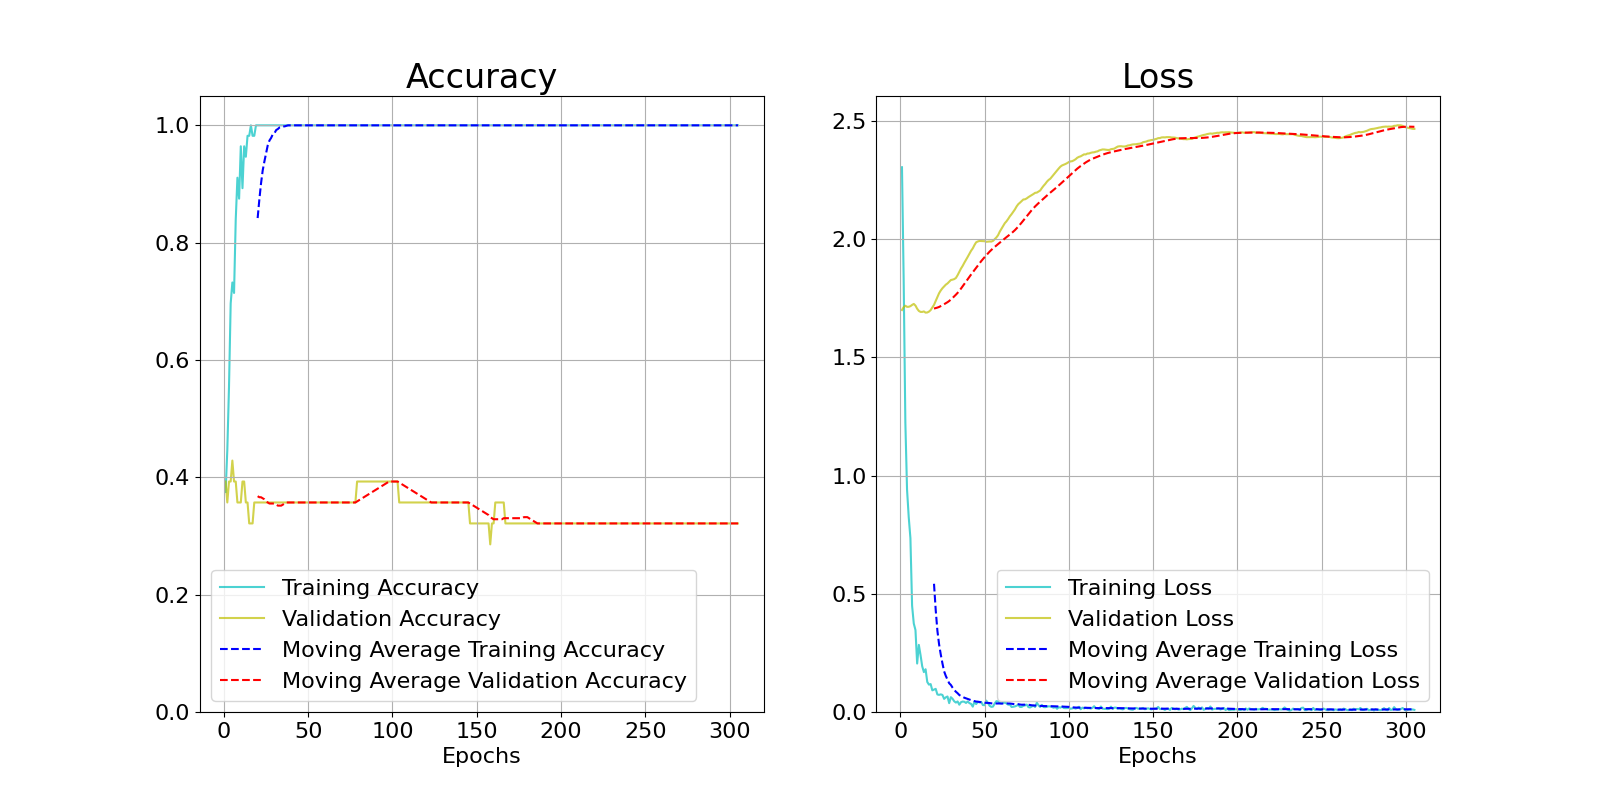 Accuracy
1.0
0.8
0.6
0.4
0.2
0.0
0 50 100 150 200 250 300
Epochs
Training Accuracy
Validation Accuracy
Moving Average Training Accuracy
Moving Average Validation Accuracy
Loss
2.5
2.0
1.5
1.0
0.5
0.0
0 50 100 150 200 250 300
Epochs
Training Loss
Validation Loss
Moving Average Training Loss
Moving Average Validation Loss